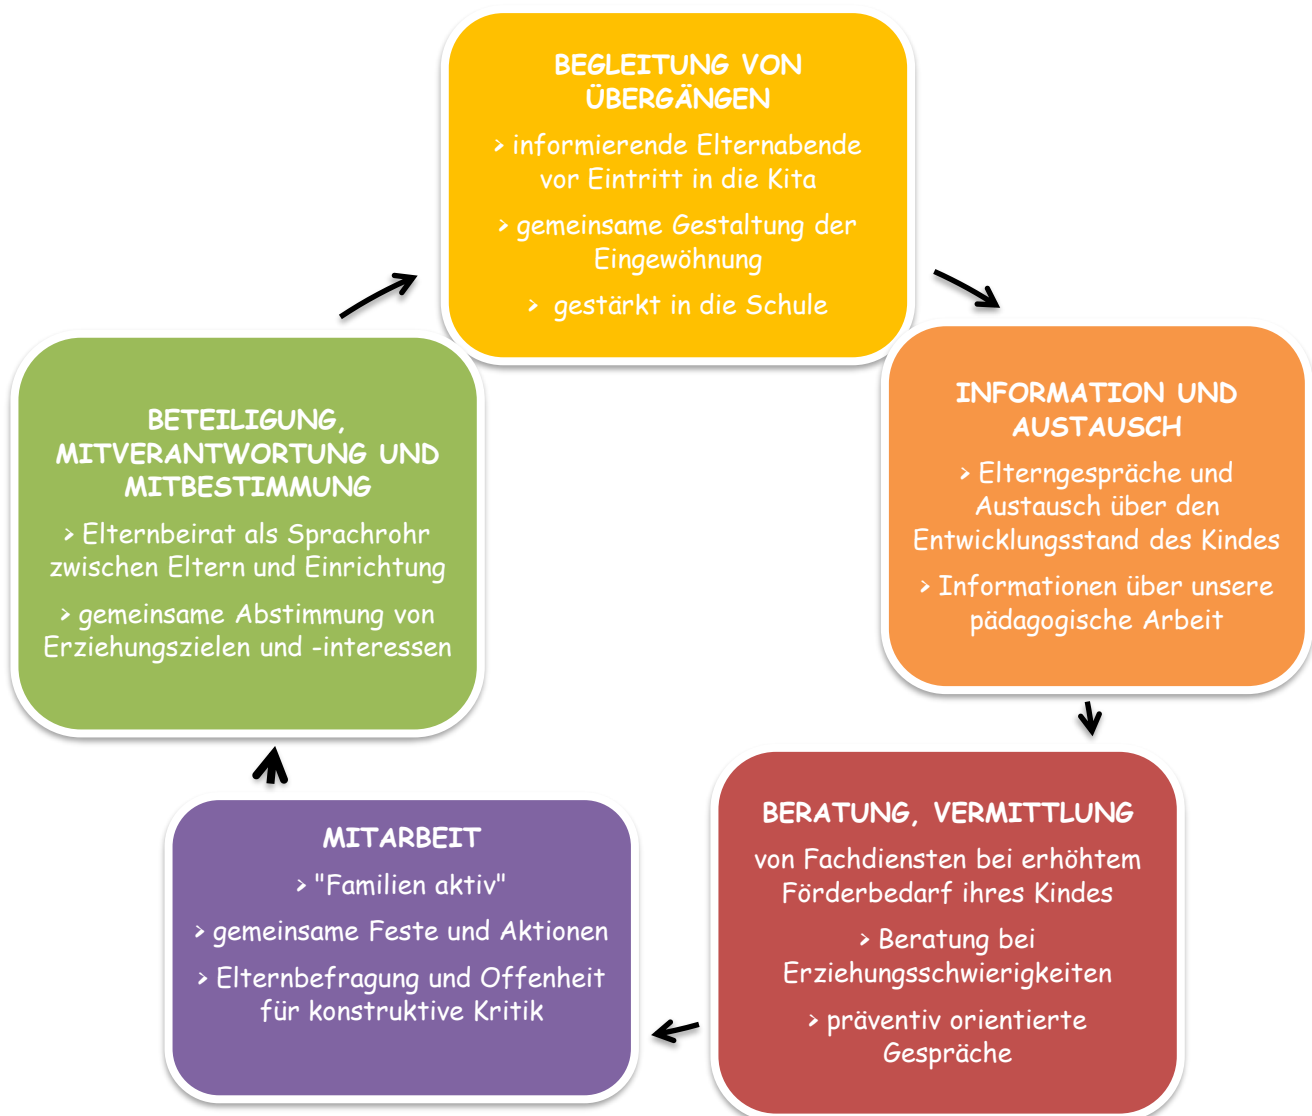 BEGLEITUNG VON
ÜBERGÄNGEN
> informierende Elternabende
vor Eintritt in die Kita
> gemeinsame Gestaltung der
Eingewöhnung
> gestärkt in die Schule
INFORMATION UND
AUSTAUSCH
> Elterngespräche und
Austausch über den
Entwicklungsstand des Kindes
> Informationen über unsere
pädagogische Arbeit
BERATUNG, VERMITTLUNG
von Fachdiensten bei erhöhtem
Förderbedarf ihres Kindes
> Beratung bei
Erziehungsschwierigkeiten
> präventiv orientierte
Gespräche
MITARBEIT
> "Familien aktiv"
> gemeinsame Feste und Aktionen
> Elternbefragung und Offenheit
für konstruktive Kritik
BETEILIGUNG,
MITVERANTWORTUNG UND
MITBESTIMMUNG
> Elternbeirat als Sprachrohr
zwischen Eltern und Einrichtung
> gemeinsame Abstimmung von
Erziehungszielen und -interessen